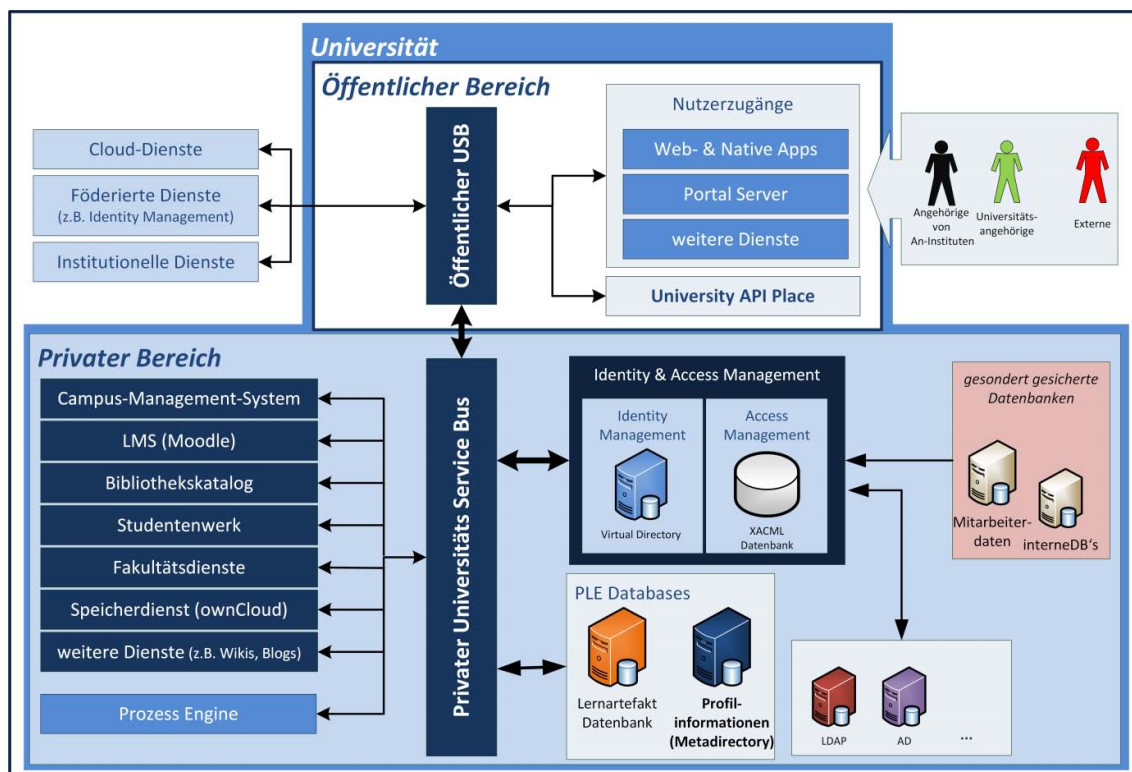 Universität
Öffentlicher Bereich
Öffentlicher USB
Nutzerzugänge
Web- & Native Apps
Portal Server
weitere Dienste
University API Place
Cloud-Dienste
Föderierte Dienste
(z.B. Identity Management)
Institutionelle Dienste
Angehörige
von
An-Instituten
Universitäts-
angehörige
Externe
Privater Bereich
Campus-Management-System
LMS (Moodle)
Bibliothekskatalog
Studentenwerk
Fakultätsdienste
Speicherdienst (ownCloud)
weitere Dienste (z.B. Wikis, Blogs)
Prozess Engine
Privater Universitäts Service Bus
Identity & Access Management
Identity
Management
Virtual Directory
Access
Management
XACML
Datenbank
gesondert gesicherte
Datenbanken
Mitarbeiter-
daten
interneDB's
PLE Databases
Lernartefakt
Datenbank
Profil-
informationen
(Metadirectory)
LDAP
AD
...